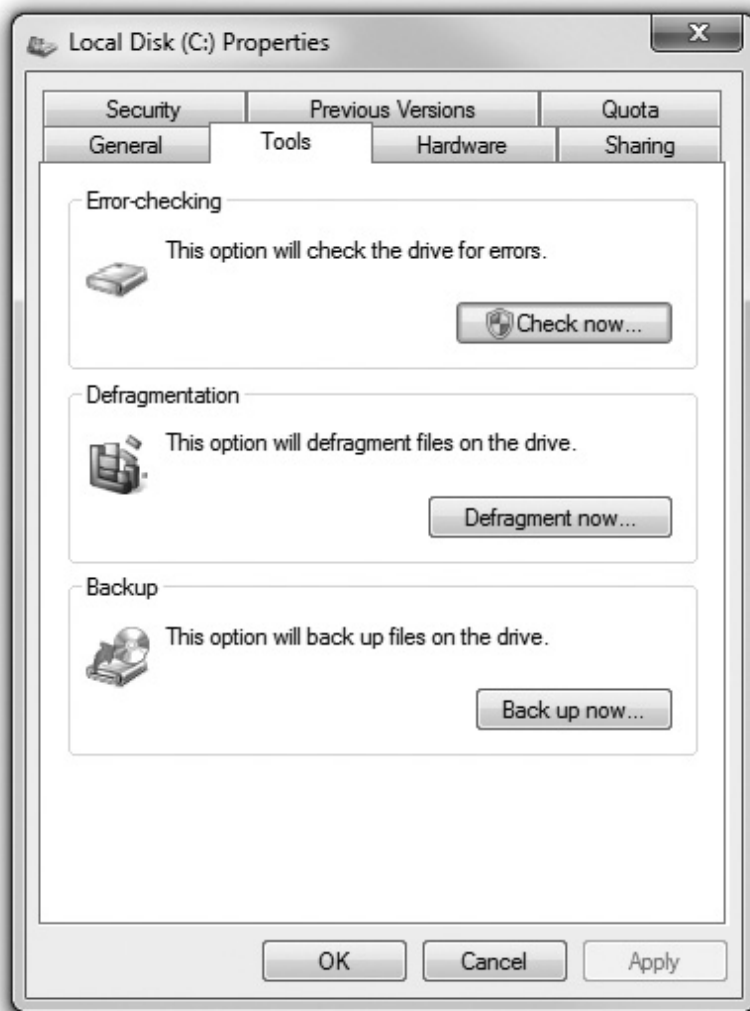 Local Disk (C:) Properties
X
Security Previous Versions Quota
General Tools Hardware Sharing
Error-checking
This option will check the drive for errors.
Check now...
Defragmentation
This option will defragment files on the drive.
Defragment now...
Backup
This option will back up files on the drive.
Back up now...
OK Cancel Apply